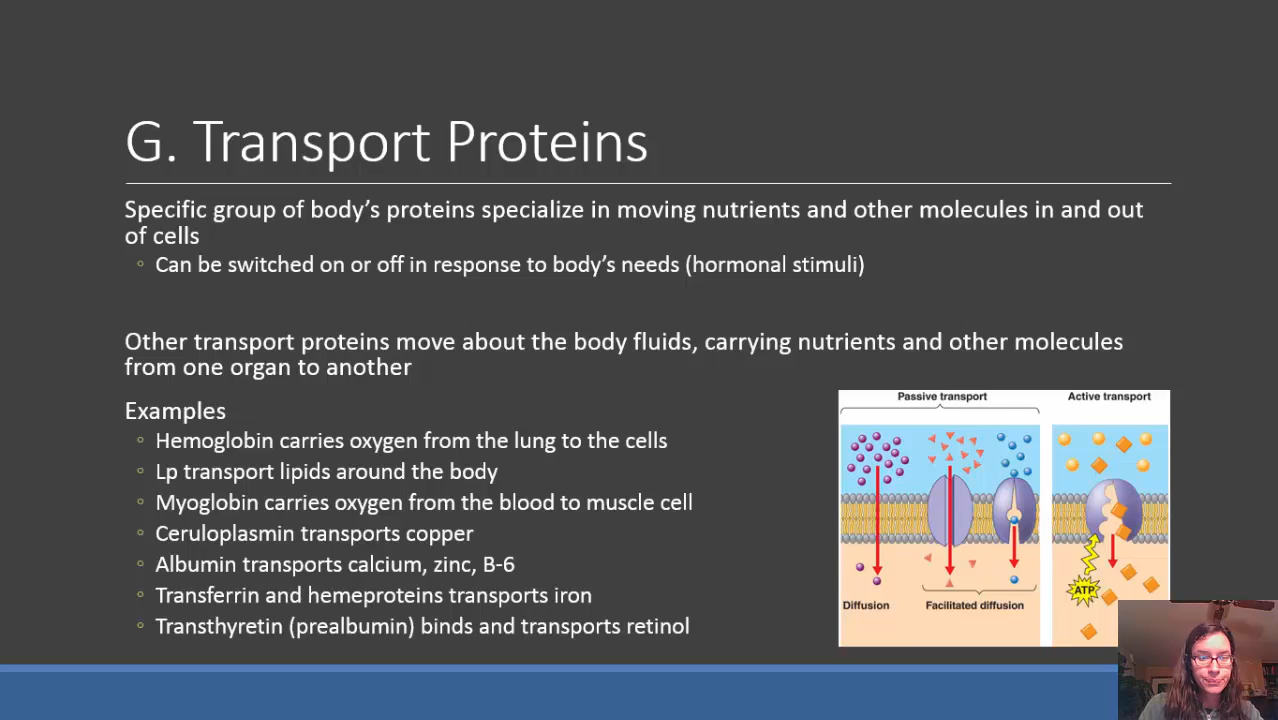 G. Transport Proteins
Specific group of body’s proteins specialize in moving nutrients and other molecules in and out
of cells
◦ Can be switched on or off in response to body’s needs (hormonal stimuli)
Other transport proteins move about the body fluids, carrying nutrients and other molecules
from one organ to another
Examples
◦ Hemoglobin carries oxygen from the lung to the cells
◦ Lp transport lipids around the body
◦ Myoglobin carries oxygen from the blood to muscle cell
◦ Ceruloplasmin transports copper
◦ Albumin transports calcium, zinc, B-6
◦ Transferrin and hemeproteins transports iron
◦ Transthyretin (prealbumin) binds and transports retinol
Passive transport
Active transport
Diffusion
Facilitated diffusion
ATP